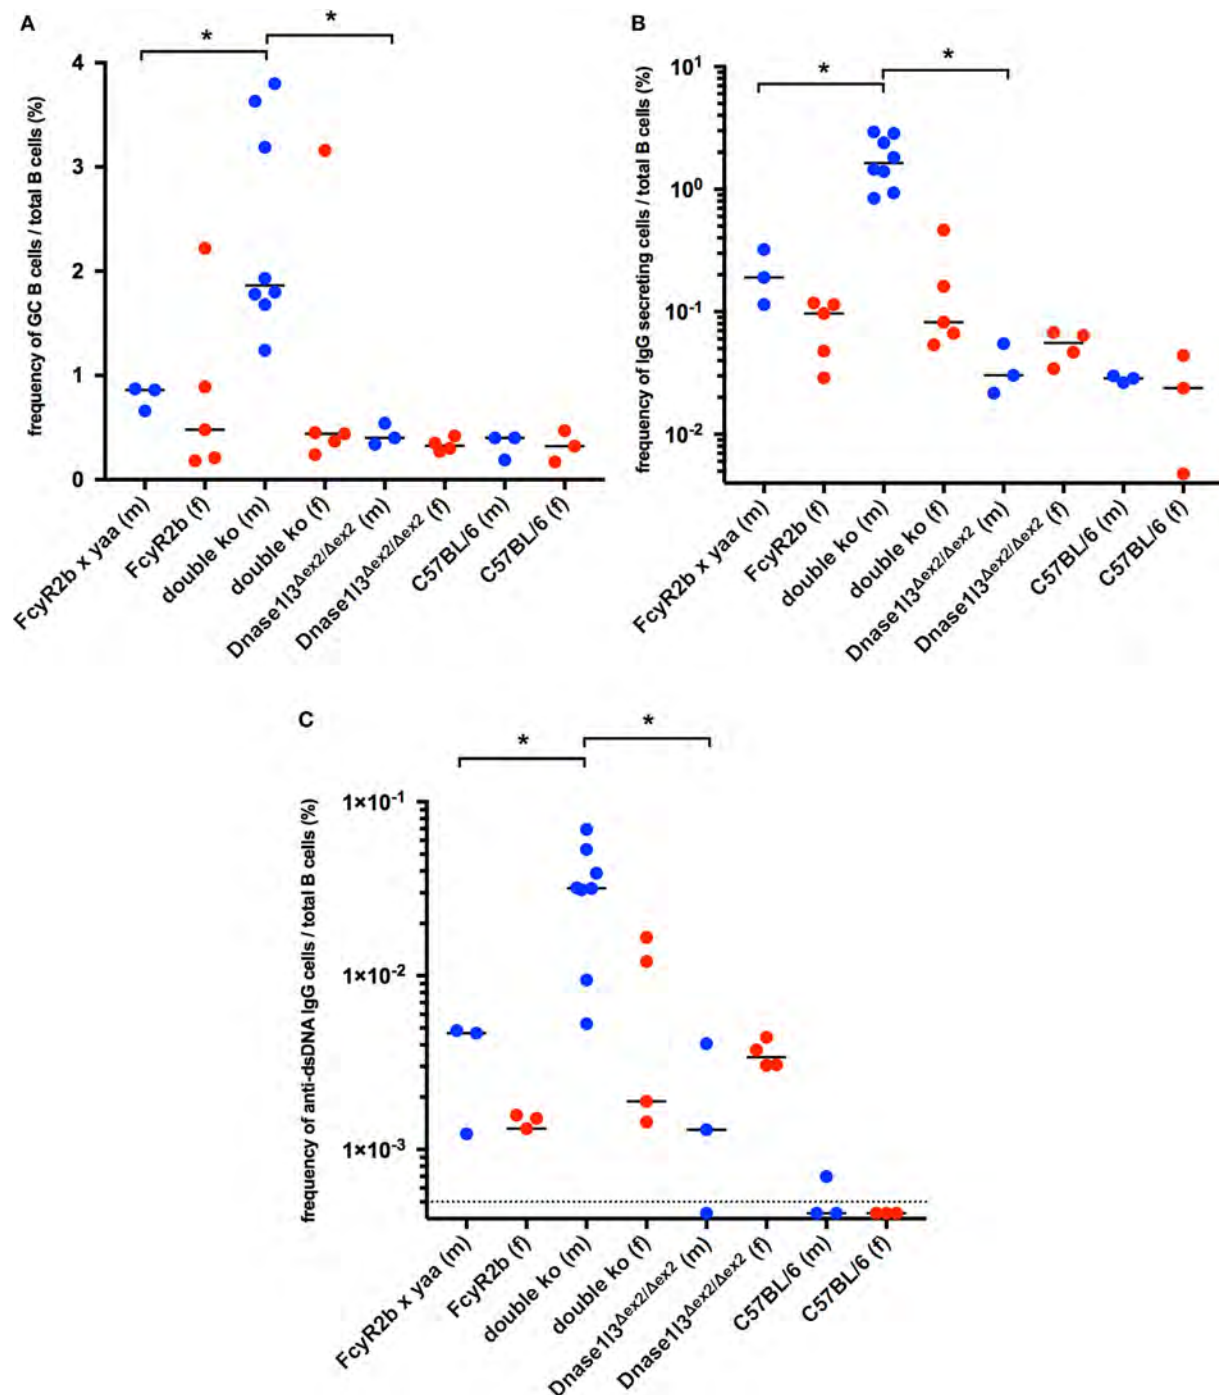 A
*
*
frequency of GC B cells / total B cells (%)
4
3
2
1
0
FcyR2b x yaa (m)
FcyR2b (f)
double ko (m)
double ko (f)
Dnase1l3Δex2/Δex2 (m)
Dnase1l3Δex2/Δex2 (f)
C57BL/6 (m)
C57BL/6 (f)
B
*
*
frequency of IgG secreting cells / total B cells (%)
10¹
10⁰
10⁻¹
10⁻²
FcyR2b x yaa (m)
FcyR2b (f)
double ko (m)
double ko (f)
Dnase1l3Δex2/Δex2 (m)
Dnase1l3Δex2/Δex2 (f)
C57BL/6 (m)
C57BL/6 (f)
C
*
*
frequency of anti-dsDNA IgG cells / total B cells (%)
1×10⁻¹
1×10⁻²
1×10⁻³
FcyR2b x yaa (m)
FcyR2b (f)
double ko (m)
double ko (f)
Dnase1l3Δex2/Δex2 (m)
Dnase1l3Δex2/Δex2 (f)
C57BL/6 (m)
C57BL/6 (f)